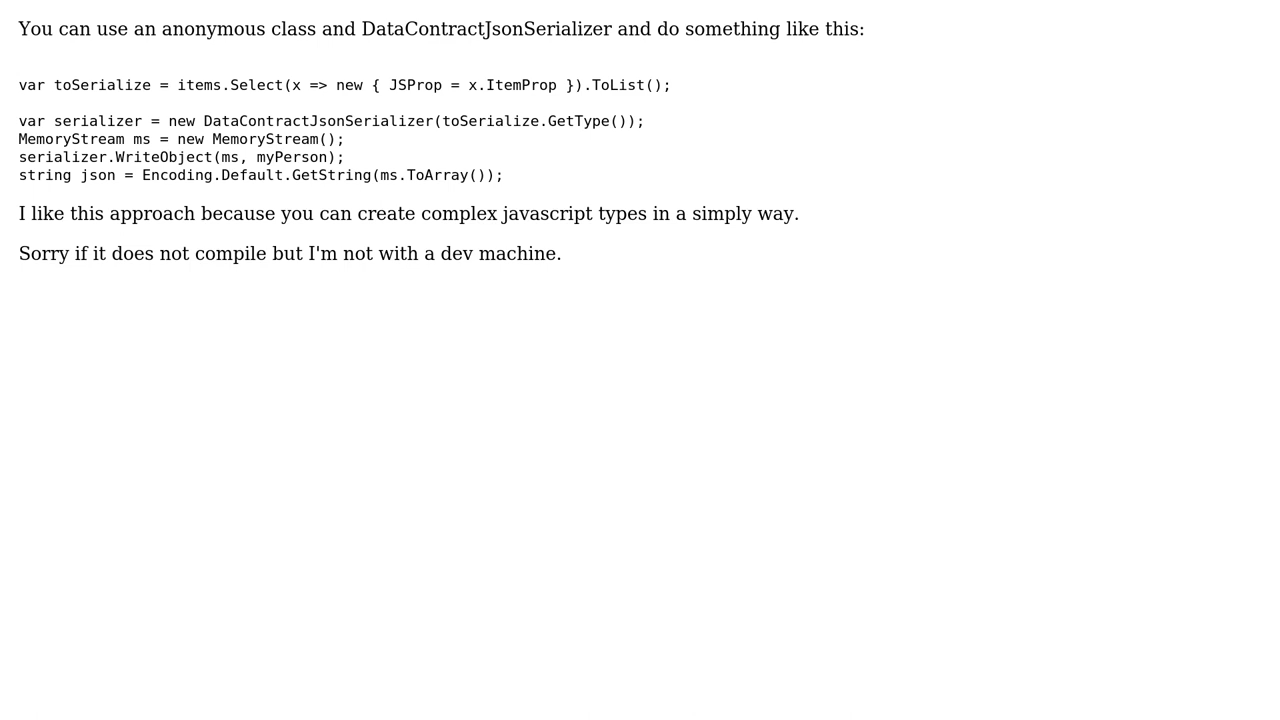 You can use an anonymous class and DataContractJsonSerializer and do something like this:
var toSerialize = items.Select(x => new { JSProp = x.ItemProp }).ToList();
var serializer = new DataContractJsonSerializer(toSerialize.GetType());
MemoryStream ms = new MemoryStream();
serializer.WriteObject(ms, myPerson);
string json = Encoding.Default.GetString(ms.ToArray());
I like this approach because you can create complex javascript types in a simply way.
Sorry if it does not compile but I'm not with a dev machine.